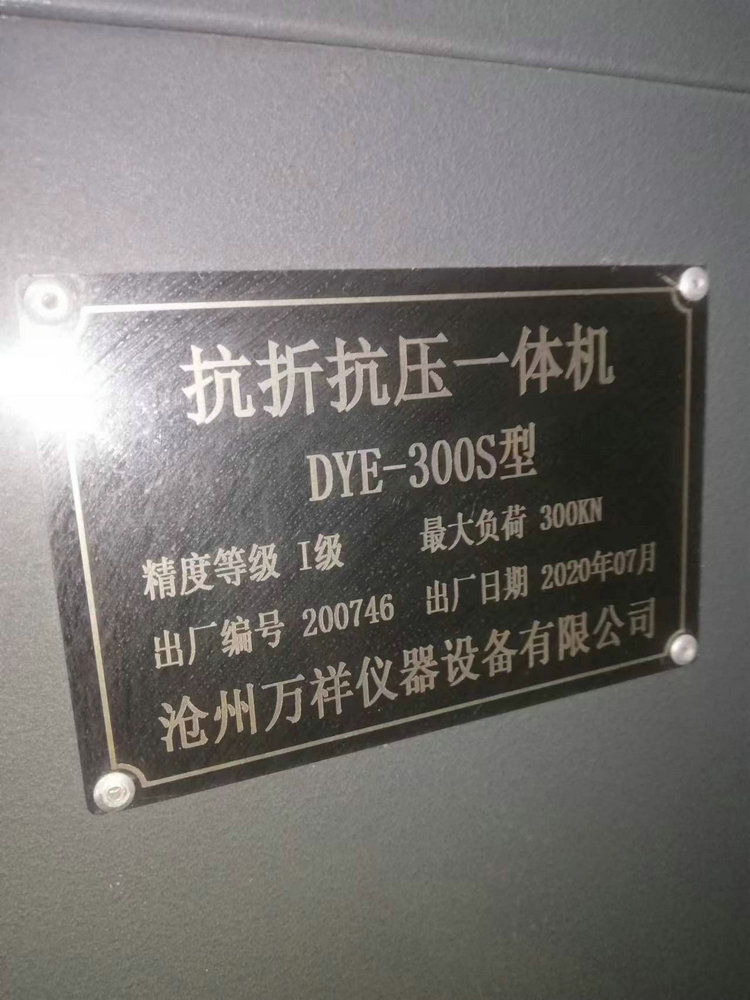 抗折抗压一体机
DYE-300S型
精度等级 I级 最大负荷 300KN
出厂编号 200746 出厂日期 2020年07月
沧州万祥仪器设备有限公司